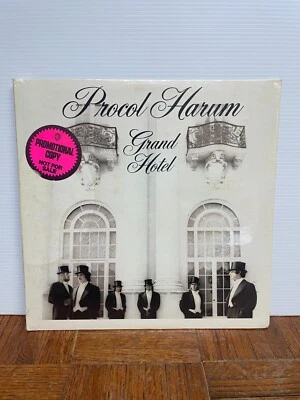 Procol Harum
Grand
Hotel
PROMOTIONAL
COPY
NOT FOR
SALE